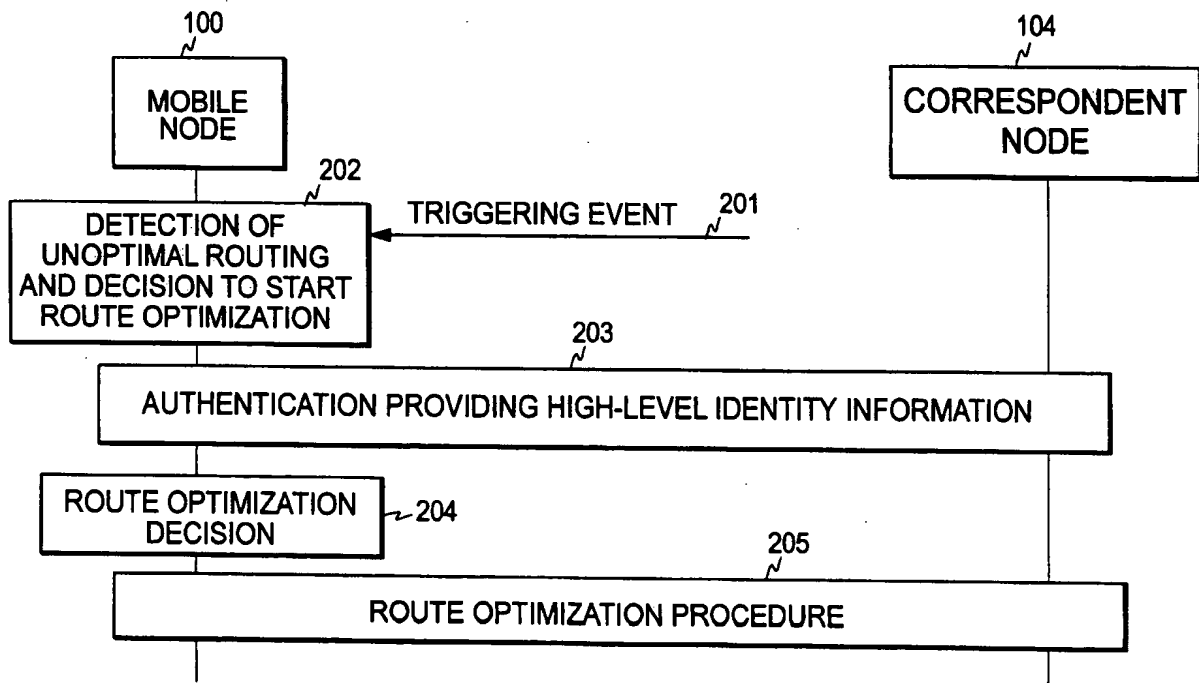 100
MOBILE
NODE
104
CORRESPONDENT
NODE
202
DETECTION OF
UNOPTIMAL ROUTING
AND DECISION TO START
ROUTE OPTIMIZATION
TRIGGERING EVENT
201
203
AUTHENTICATION PROVIDING HIGH-LEVEL IDENTITY INFORMATION
ROUTE OPTIMIZATION
DECISION
204
205
ROUTE OPTIMIZATION PROCEDURE